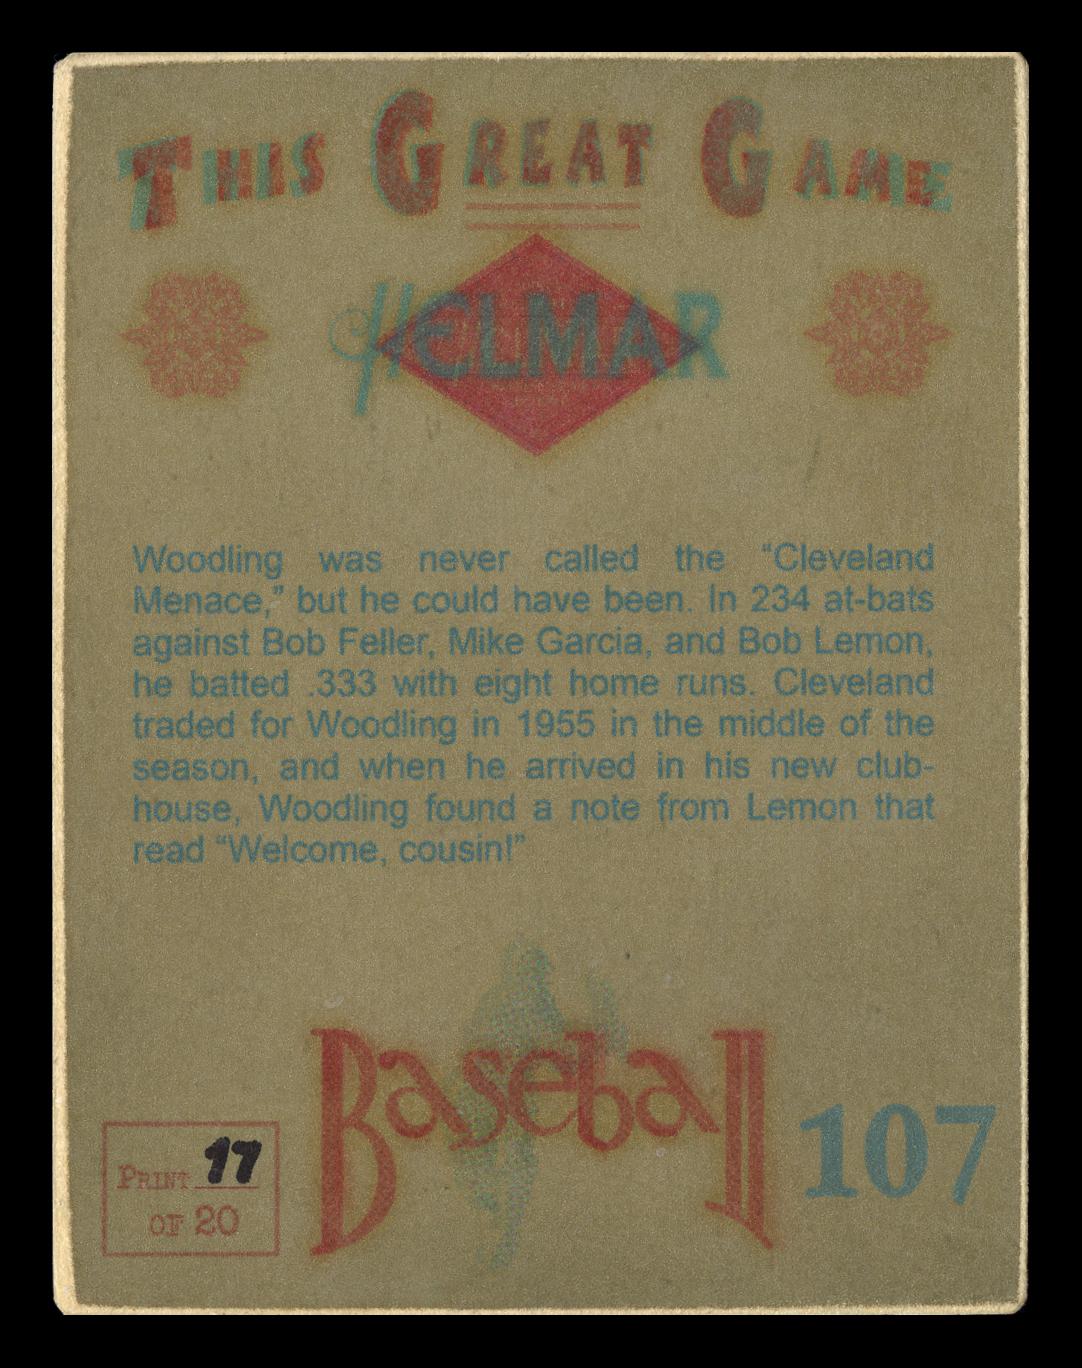 THIS GREAT GAME
HELMAR
Woodling was never called the “Cleveland
Menace,” but he could have been. In 234 at-bats
against Bob Feller, Mike Garcia, and Bob Lemon,
he batted .333 with eight home runs. Cleveland
traded for Woodling in 1955 in the middle of the
season, and when he arrived in his new club-
house, Woodling found a note from Lemon that
read “Welcome, cousin!”
Baseball
107
PRINT 17
OF 20